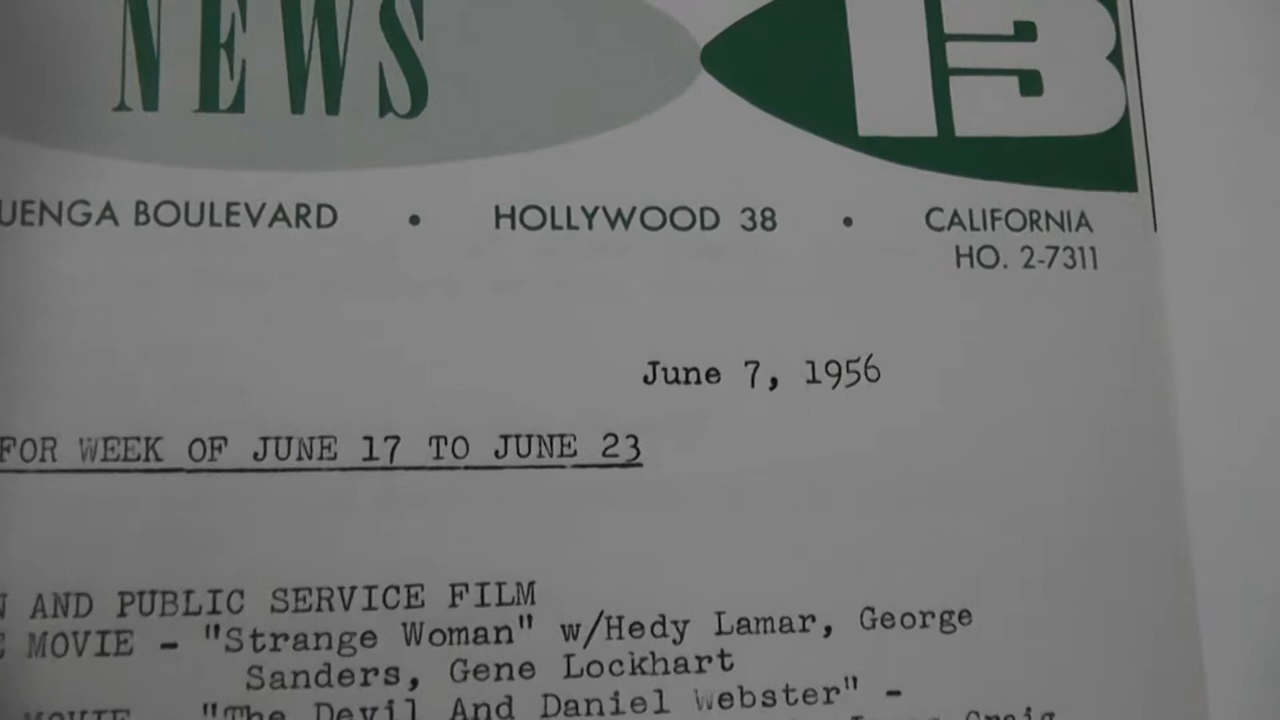 NEWS 13
UENGA BOULEVARD • HOLLYWOOD 38 • CALIFORNIA
HO. 2-7311
June 7, 1956
FOR WEEK OF JUNE 17 TO JUNE 23
AND PUBLIC SERVICE FILM
MOVIE - "Strange Woman" w/Hedy Lamar, George
Sanders, Gene Lockhart
MOVIE - "The Devil And Daniel Webster" -
Craig